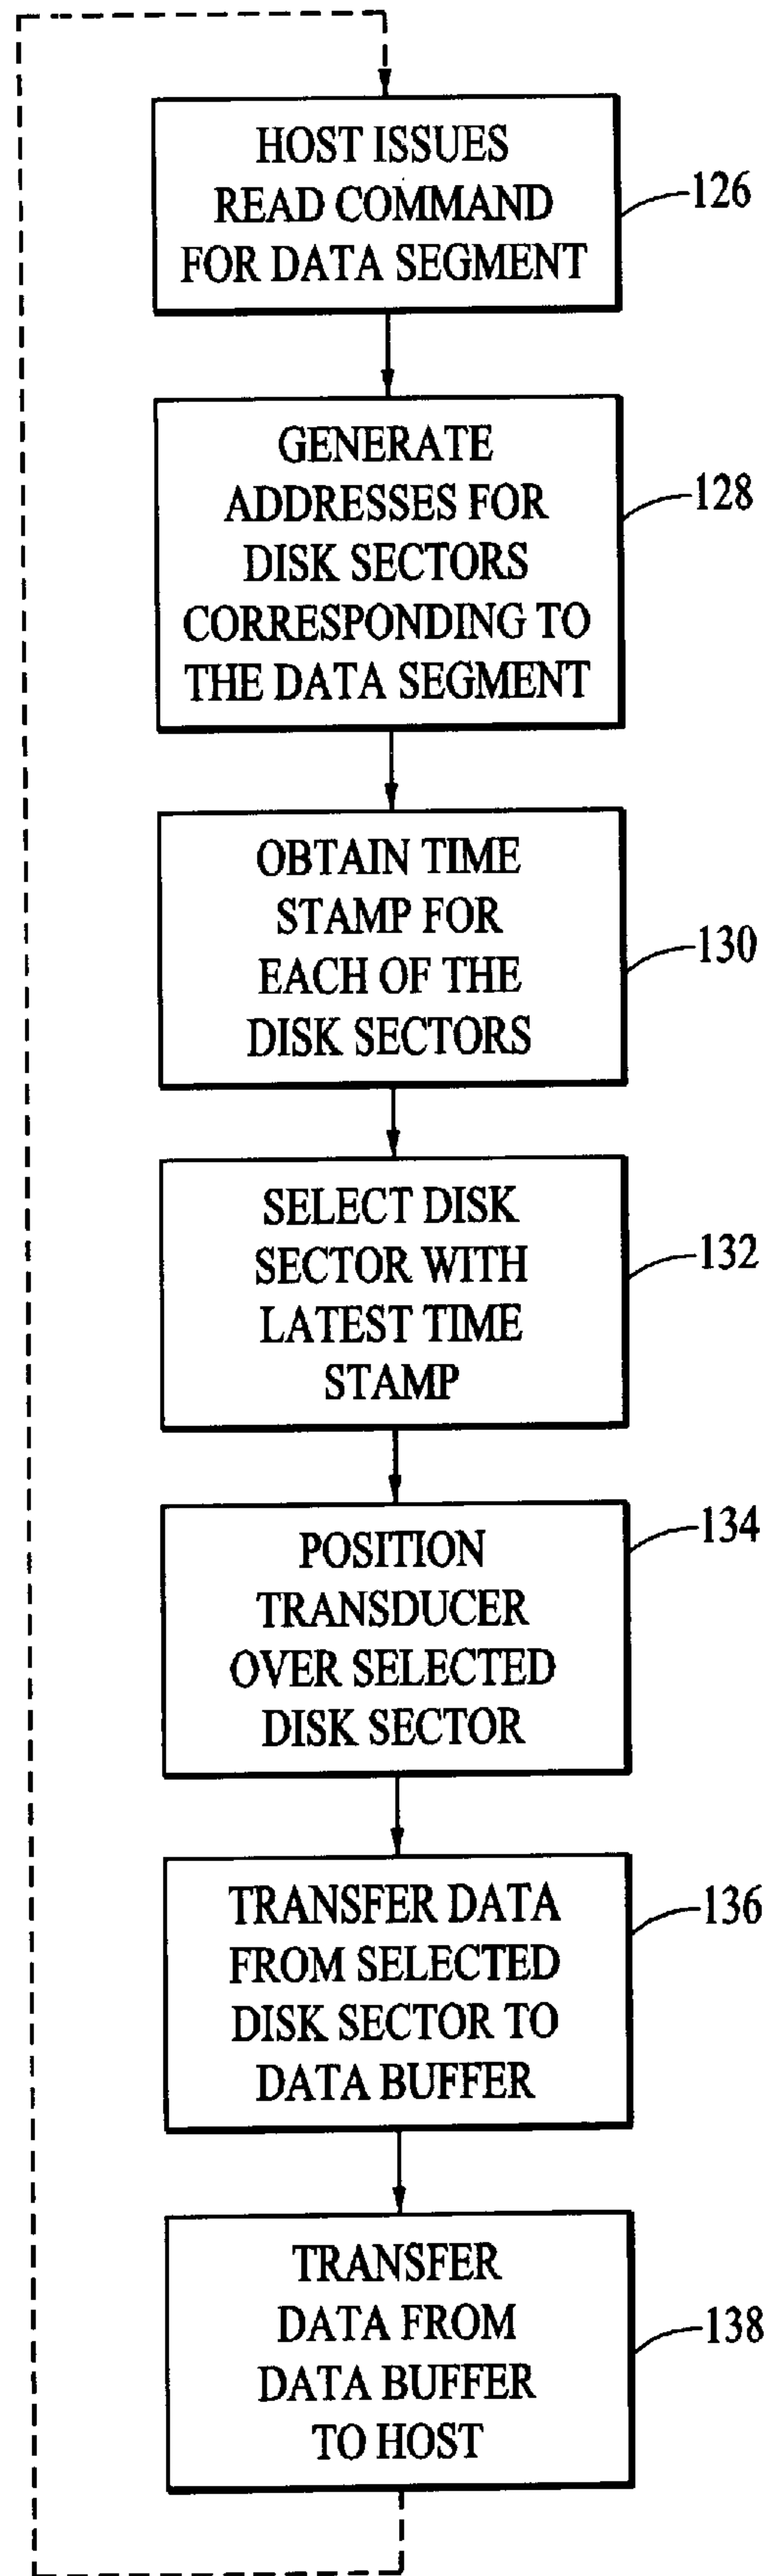 HOST ISSUES
READ COMMAND
FOR DATA SEGMENT
126
GENERATE
ADDRESSES FOR
DISK SECTORS
CORRESPONDING TO
THE DATA SEGMENT
128
OBTAIN TIME
STAMP FOR
EACH OF THE
DISK SECTORS
130
SELECT DISK
SECTOR WITH
LATEST TIME
STAMP
132
POSITION
TRANSDUCER
OVER SELECTED
DISK SECTOR
134
TRANSFER DATA
FROM SELECTED
DISK SECTOR TO
DATA BUFFER
136
TRANSFER
DATA FROM
DATA BUFFER
TO HOST
138